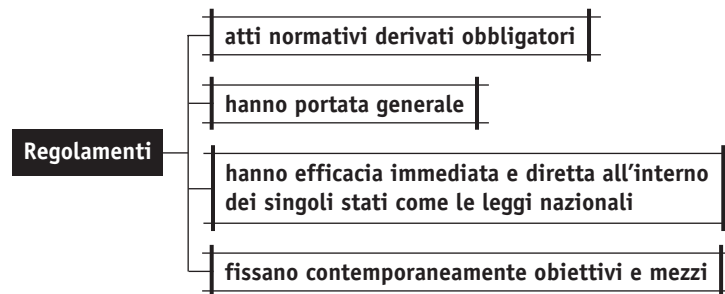 Regolamenti
atti normativi derivati obbligatori
hanno portata generale
hanno efficacia immediata e diretta all'interno
dei singoli stati come le leggi nazionali
fissano contemporaneamente obiettivi e mezzi